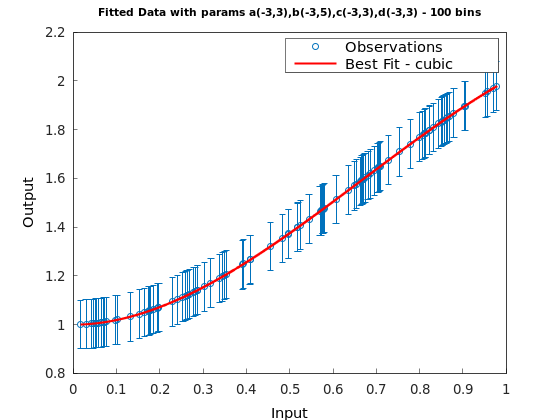 Fitted Data with params a(-3,3),b(-3,5),c(-3,3),d(-3,3) - 100 bins
2.2
2
1.8
1.6
1.4
1.2
1
0.8
Output
Observations
Best Fit - cubic
0 0.1 0.2 0.3 0.4 0.5 0.6 0.7 0.8 0.9 1
Input